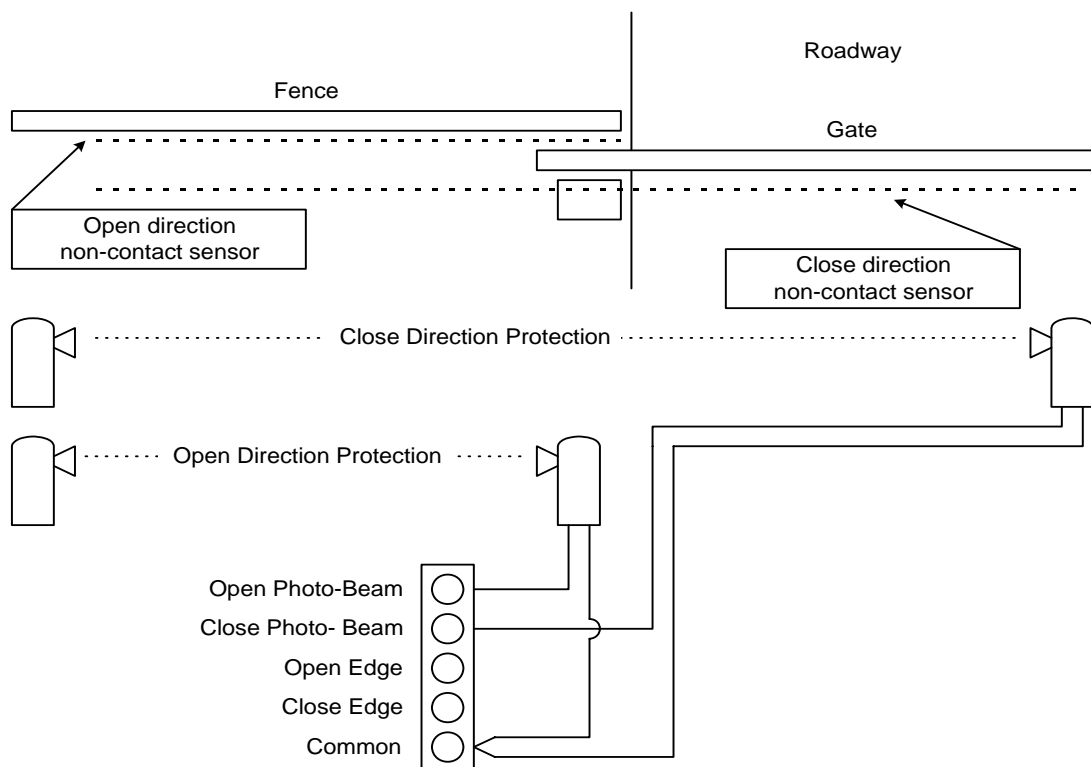 Roadway
Fence
Gate
Open direction
non-contact sensor
Close direction
non-contact sensor
Close Direction Protection
Open Direction Protection
Open Photo-Beam
Close Photo- Beam
Open Edge
Close Edge
Common